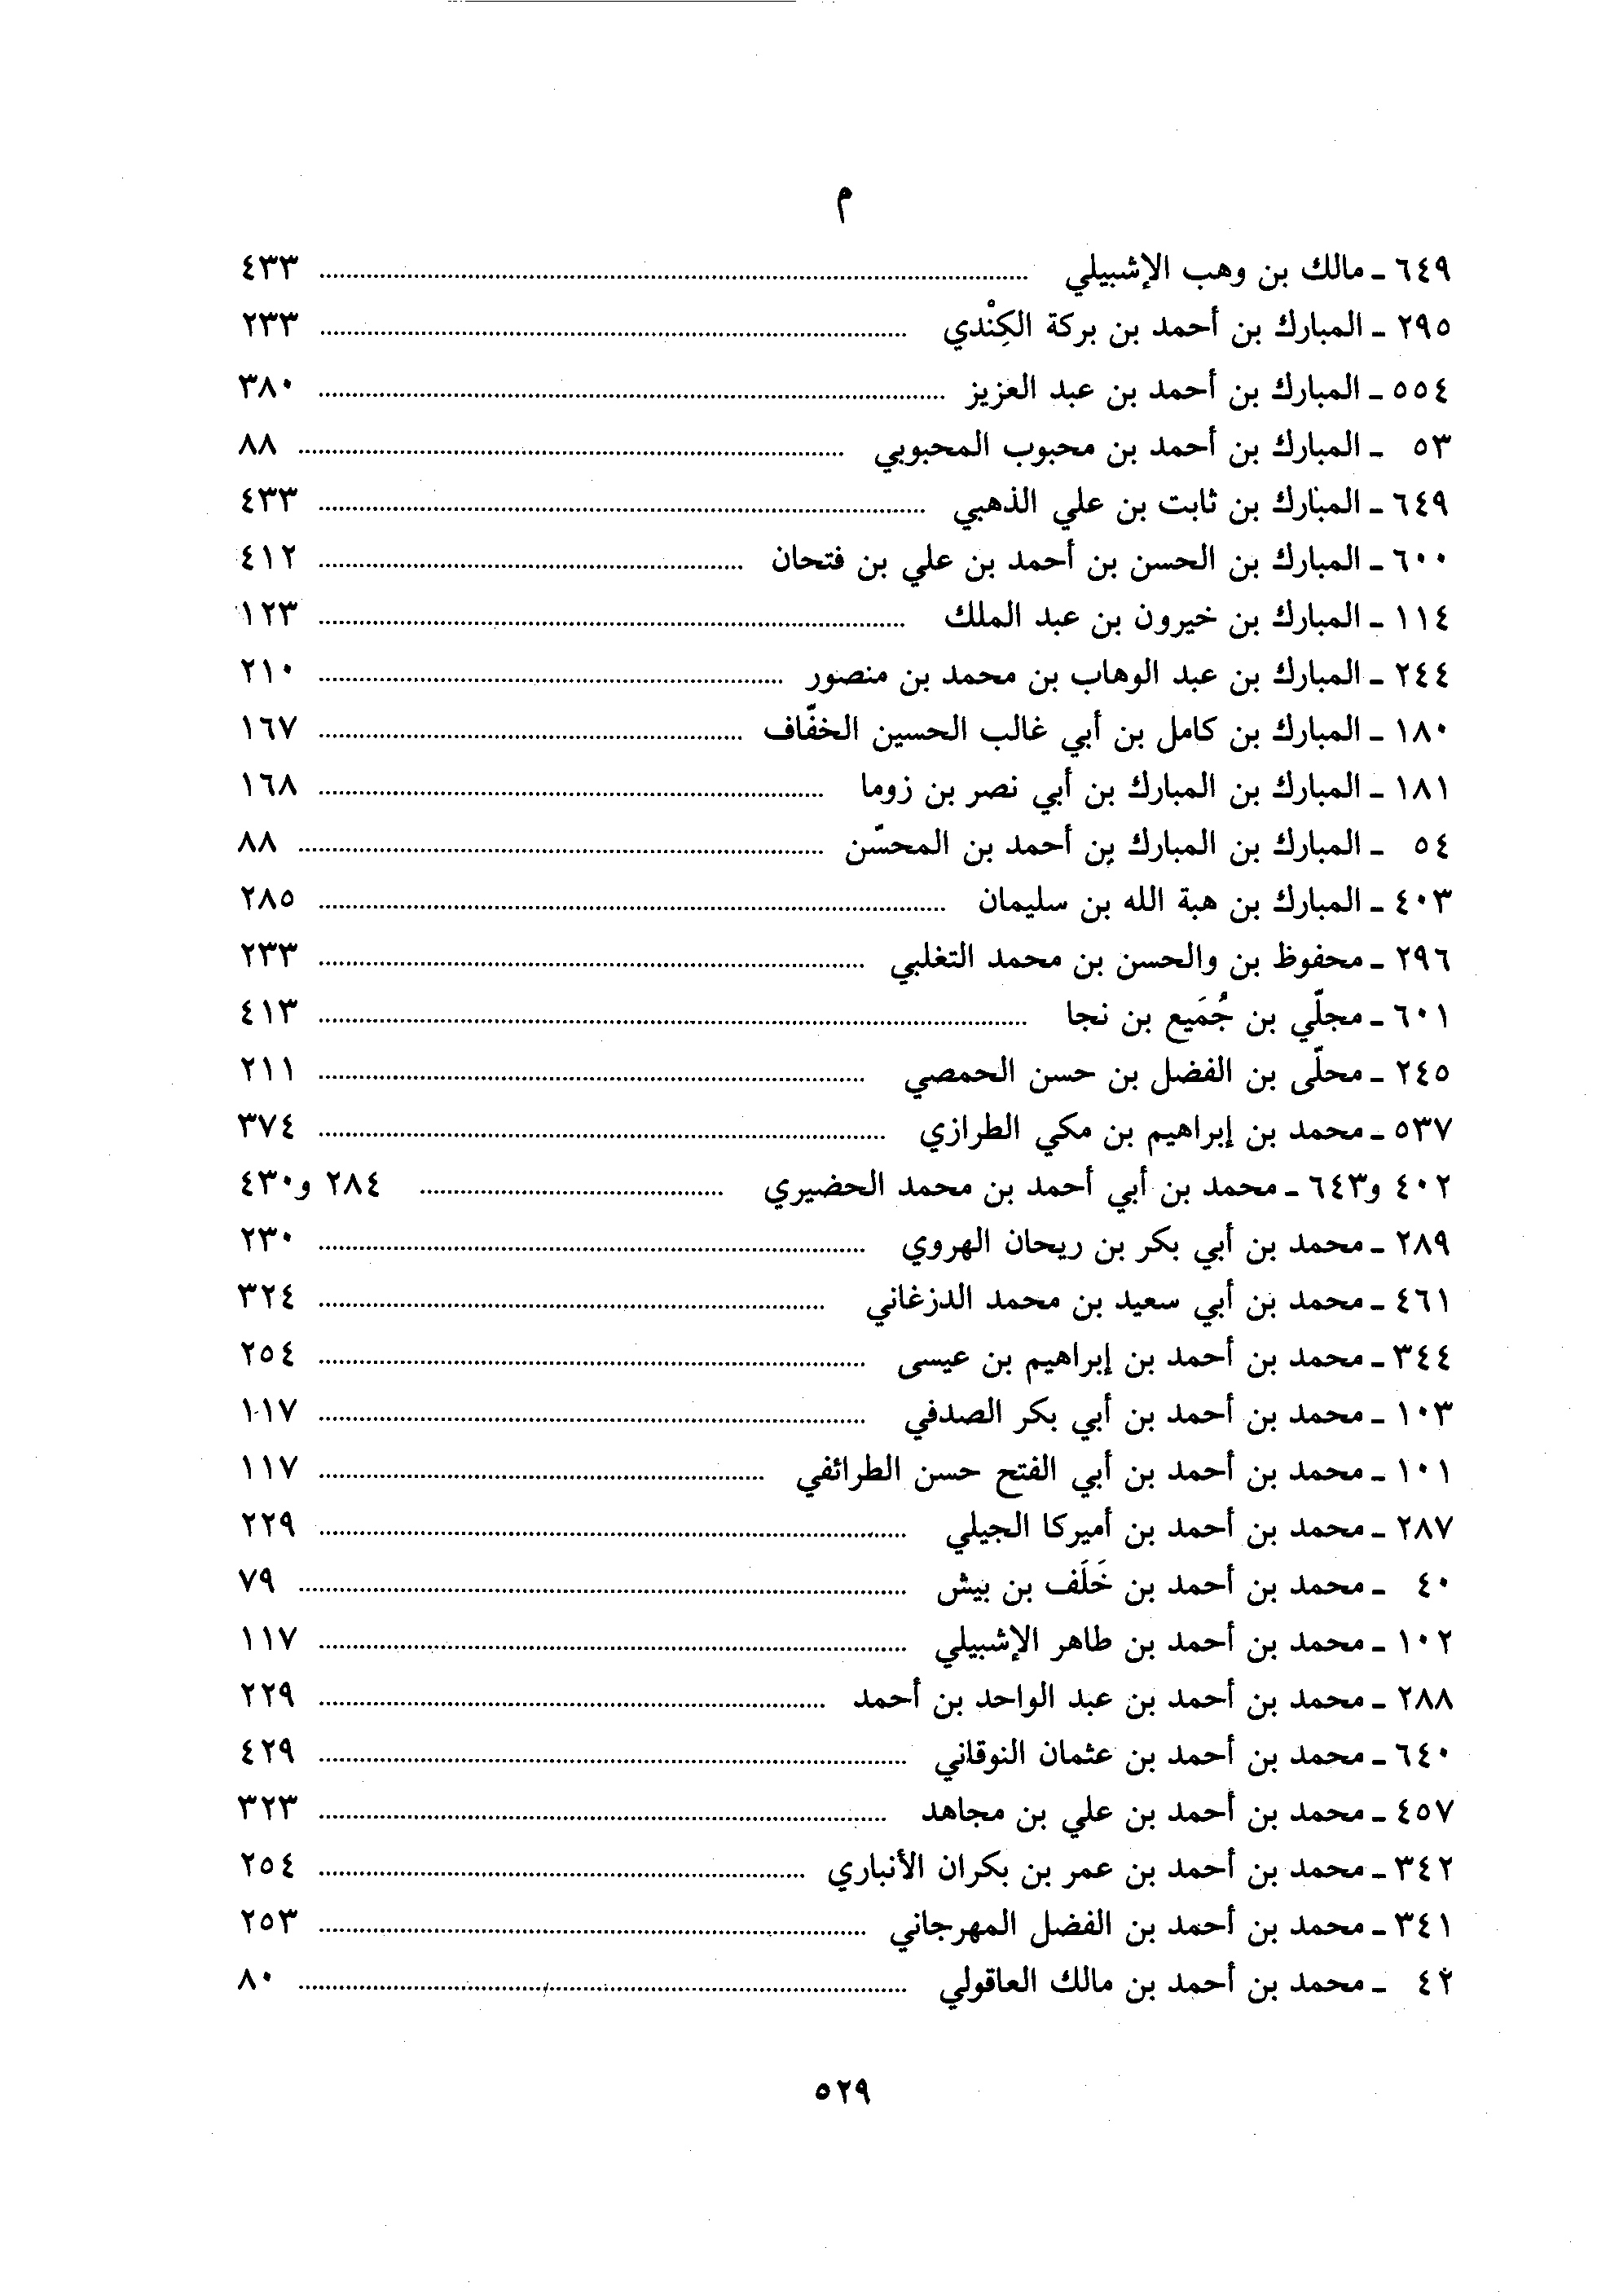 م
٦٤٩ ـ مالك بن وهب الإشبيلي ........ ٤٣٣
٢٩٥ ـ المبارك بن أحمد بن بركة الكِنْدي ........ ٢٣٣
٥٥٤ ـ المبارك بن أحمد بن عبد العزيز ........ ٣٨٠
٥٣ ـ المبارك بن أحمد بن محبوب المحبوبي ........ ٨٨
٦٤٩ ـ المبارك بن ثابت بن علي الذهبي ........ ٤٣٣
٦٠٠ ـ المبارك بن الحسن بن أحمد بن علي بن فتحان ........ ٤١٢
١١٤ ـ المبارك بن خيرون بن عبد الملك ........ ١٢٣
٢٤٤ ـ المبارك بن عبد الوهاب بن محمد بن منصور ........ ٢١٠
١٨٠ ـ المبارك بن كامل بن أبي غالب الحسين الخفّاف ........ ١٦٧
١٨١ ـ المبارك بن المبارك بن أبي نصر بن زوما ........ ١٦٨
٥٤ ـ المبارك بن المبارك بن أحمد بن المحسّن ........ ٨٨
٤٠٣ ـ المبارك بن هبة الله بن سليمان ........ ٢٨٥
٢٩٦ ـ محفوظ بن والحسن بن محمد التغلبي ........ ٢٣٣
٦٠١ ـ مجلّي بن جُمَيع بن نجا ........ ٤١٣
٢٤٥ ـ محلّى بن الفضل بن حسن الحمصي ........ ٢١١
٥٣٧ ـ محمد بن إبراهيم بن مكي الطرازي ........ ٣٧٤
٤٠٢ و٦٤٣ ـ محمد بن أبي أحمد بن محمد الحضيري ........ ٢٨٤ و٤٣٠
٢٨٩ ـ محمد بن أبي بكر بن ريحان الهروي ........ ٢٣٠
٤٦١ ـ محمد بن أبي سعيد بن محمد الدزغاني ........ ٣٢٤
٣٤٤ ـ محمد بن أحمد بن إبراهيم بن عيسى ........ ٢٥٤
١٠٣ ـ محمد بن أحمد بن أبي بكر الصدفي ........ ١١٧
١٠١ ـ محمد بن أحمد بن أبي الفتح حسن الطرائفي ........ ١١٧
٢٨٧ ـ محمد بن أحمد بن أميركا الجيلي ........ ٢٢٩
٤٠ ـ محمد بن أحمد بن خَلَف بن بيش ........ ٧٩
١٠٢ ـ محمد بن أحمد بن طاهر الإشبيلي ........ ١١٧
٢٨٨ ـ محمد بن أحمد بن عبد الواحد بن أحمد ........ ٢٢٩
٦٤٠ ـ محمد بن أحمد بن عثمان النوقاني ........ ٤٢٩
٤٥٧ ـ محمد بن أحمد بن علي بن مجاهد ........ ٣٢٣
٣٤٢ ـ محمد بن أحمد بن عمر بن بكران الأنباري ........ ٢٥٤
٣٤١ ـ محمد بن أحمد بن الفضل المهرجاني ........ ٢٥٣
٤٢ ـ محمد بن أحمد بن مالك العاقولي ........ ٨٠
٥٢٩